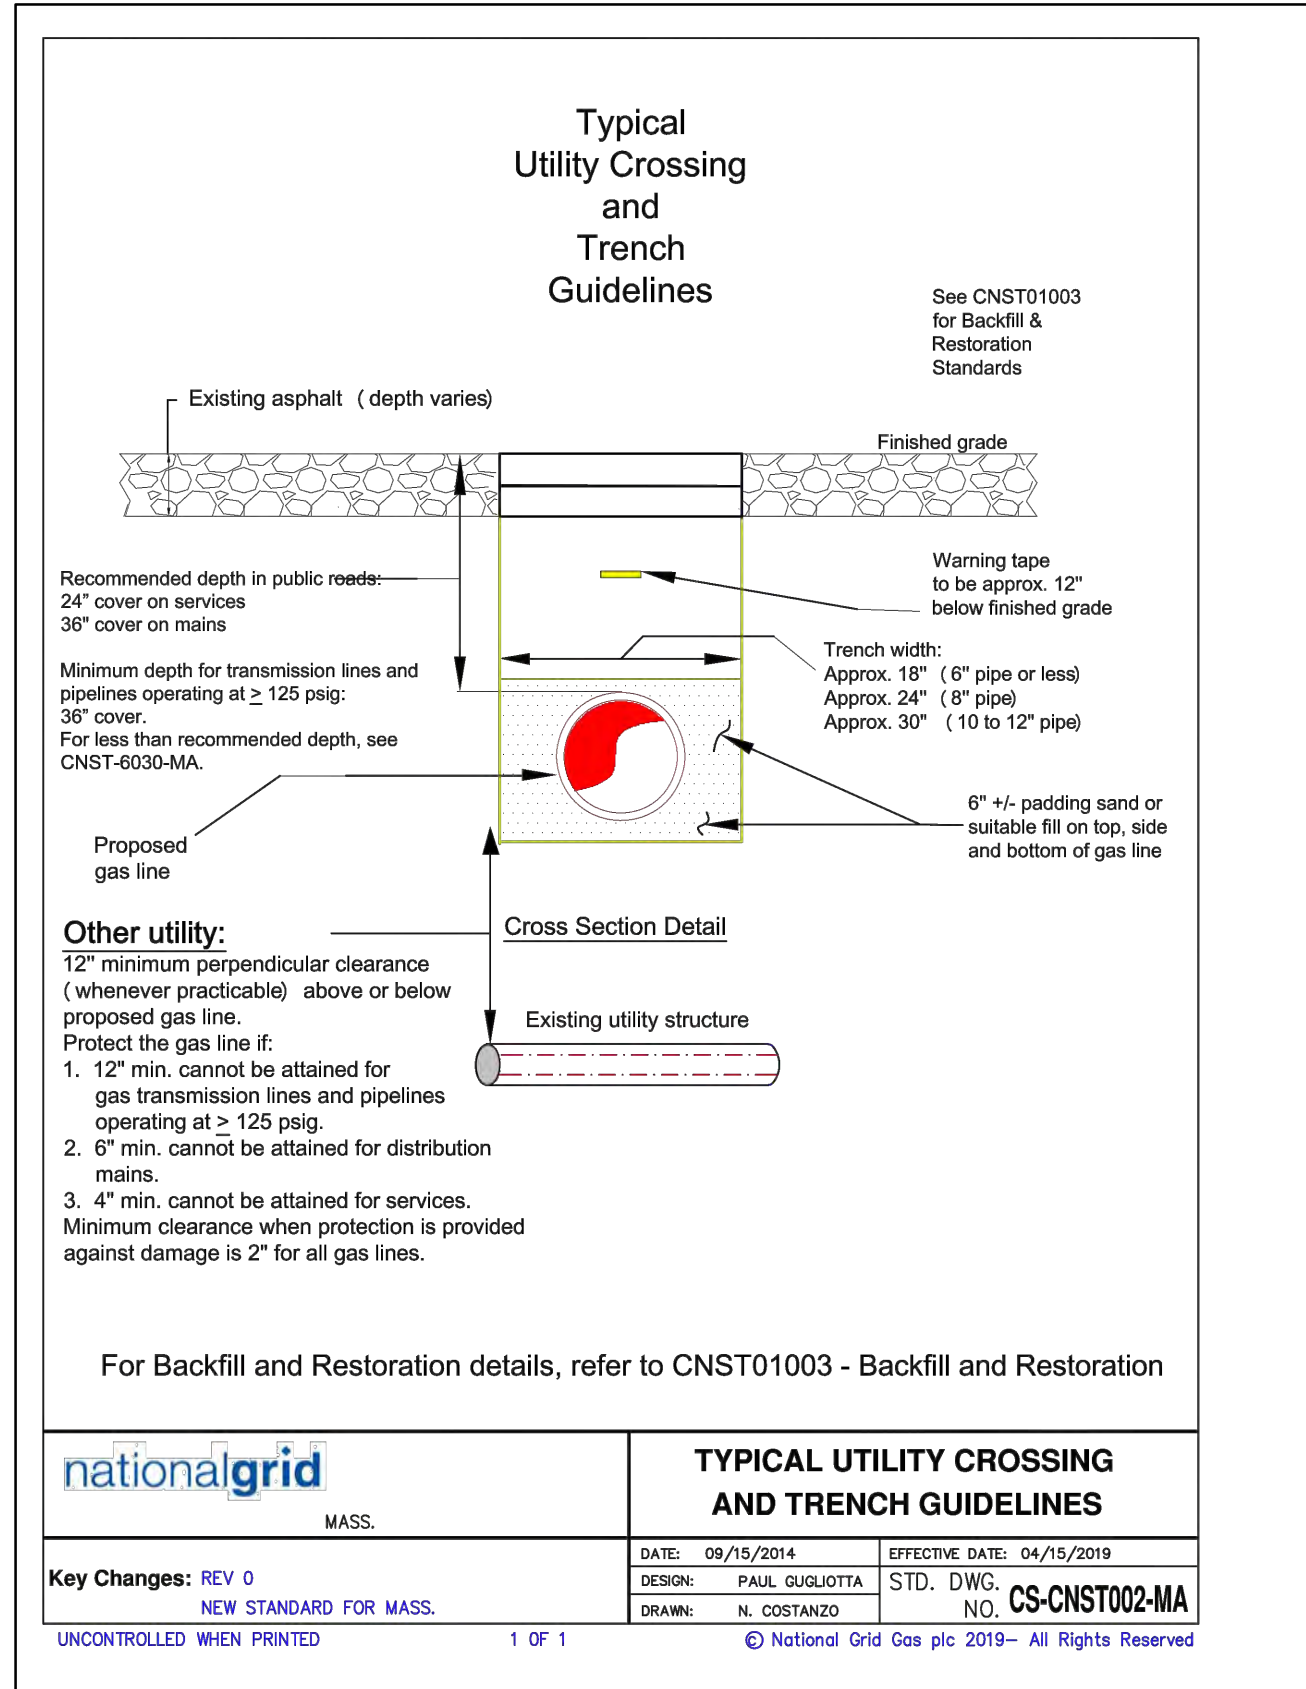 Typical
Utility Crossing
and
Trench
Guidelines
See CNST01003
for Backfill &
Restoration
Standards
Existing asphalt ( depth varies)
Finished grade
Warning tape
to be approx. 12"
below finished grade
Recommended depth in public roads:
24” cover on services
36" cover on mains
Trench width:
Approx. 18" ( 6" pipe or less)
Approx. 24" ( 8" pipe)
Approx. 30" ( 10 to 12" pipe)
Minimum depth for transmission lines and
pipelines operating at ≥ 125 psig:
36” cover.
For less than recommended depth, see
CNST-6030-MA.
6" +/- padding sand or
suitable fill on top, side
and bottom of gas line
Proposed
gas line
Cross Section Detail
Other utility:
12" minimum perpendicular clearance
( whenever practicable) above or below
proposed gas line.
Protect the gas line if:
1. 12" min. cannot be attained for
gas transmission lines and pipelines
operating at ≥ 125 psig.
2. 6" min. cannot be attained for distribution
mains.
3. 4" min. cannot be attained for services.
Minimum clearance when protection is provided
against damage is 2" for all gas lines.
Existing utility structure
For Backfill and Restoration details, refer to CNST01003 - Backfill and Restoration
nationalgrid
MASS.
TYPICAL UTILITY CROSSING
AND TRENCH GUIDELINES
Key Changes: REV 0
NEW STANDARD FOR MASS.
DATE: 09/15/2014
EFFECTIVE DATE: 04/15/2019
DESIGN: PAUL GUGLIOTTA
DRAWN: N. COSTANZO
STD. DWG.
NO. CS-CNST002-MA
UNCONTROLLED WHEN PRINTED
1 OF 1
© National Grid Gas plc 2019– All Rights Reserved